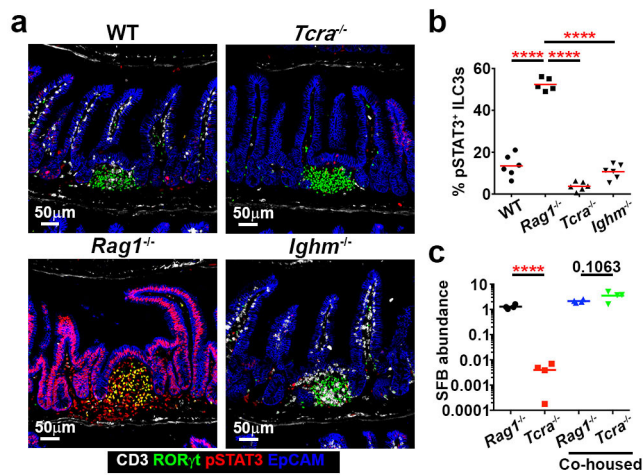 a
WT
Tcra-/-
50μm
50μm
Rag1-/-
Ighm-/-
50μm
50μm
CD3 RORγt pSTAT3 EpCAM
b
****
**** ****
% pSTAT3+ ILC3s
60
40
20
0
WT
Rag1-/-
Tcra-/-
Ighm-/-
c
****
0.1063
SFB abundance
10
1
0.1
0.01
0.001
0.0001
Rag1-/-
Tcra-/-
Rag1-/-
Tcra-/-
Co-housed